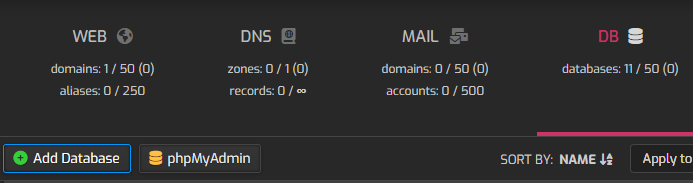 WEB
domains: 1 / 50 (0)
aliases: 0 / 250
DNS
zones: 0 / 1 (0)
records: 0 / ∞
MAIL
domains: 0 / 50 (0)
accounts: 0 / 500
DB
databases: 11 / 50 (0)
Add Database
phpMyAdmin
SORT BY: NAME
Apply to